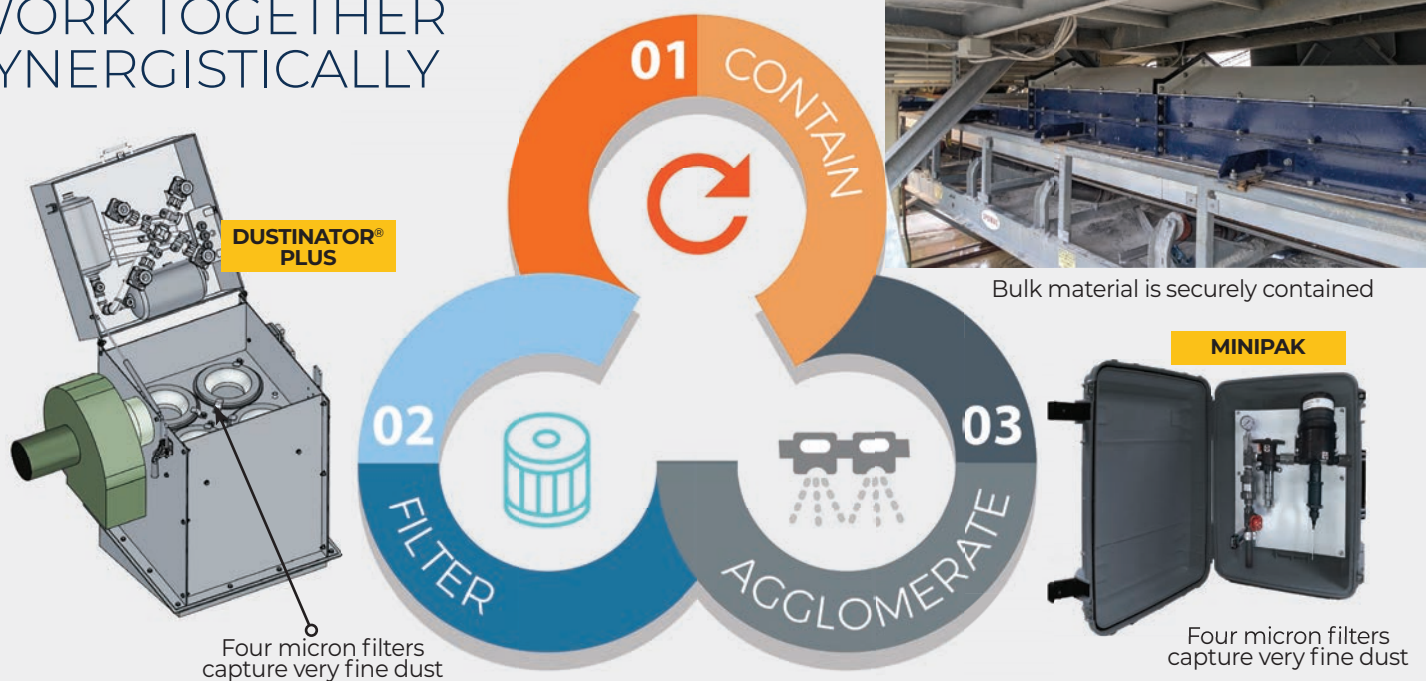 WORK TOGETHER
YNERGISTICALLY
01
CONTAIN
DUSTINATOR®
PLUS
Bulk material is securely contained
MINIPAK
02
03
FILTER
AGGLOMERATE
Four micron filters
capture very fine dust
Four micron filters
capture very fine dust